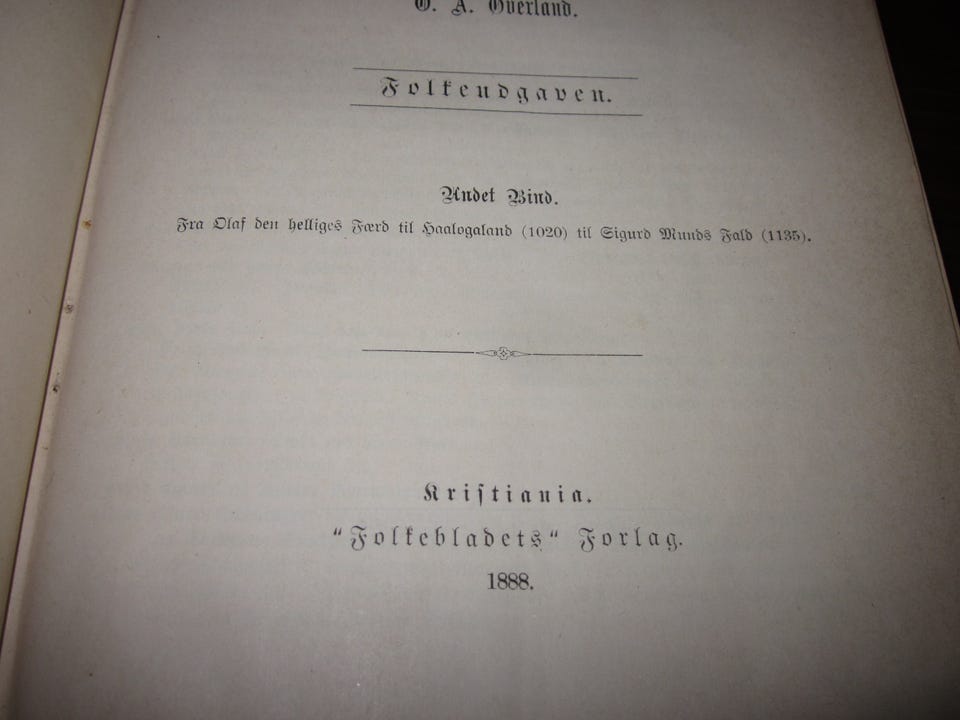 O. A. Øverland.
Folkeudgaven.
Andet Bind.
Fra Olaf den helliges Færd til Haalogaland (1020) til Sigurd Munds Fald (1135).
Kristiania.
"Folkebladets" Forlag.
1888.